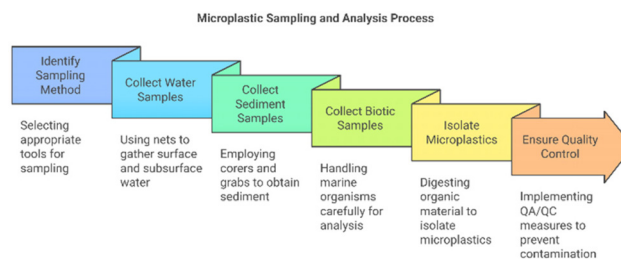 Microplastic Sampling and Analysis Process
Identify
Sampling
Method
Selecting
appropriate
tools for
sampling
Collect Water
Samples
Using nets to
gather surface
and subsurface
water
Collect
Sediment
Samples
Employing
corers and
grabs to obtain
sediment
Collect Biotic
Samples
Handling
marine
organisms
carefully for
analysis
Isolate
Microplastics
Digesting
organic
material to
isolate
microplastics
Ensure Quality
Control
Implementing
QA/QC
measures to
prevent
contamination